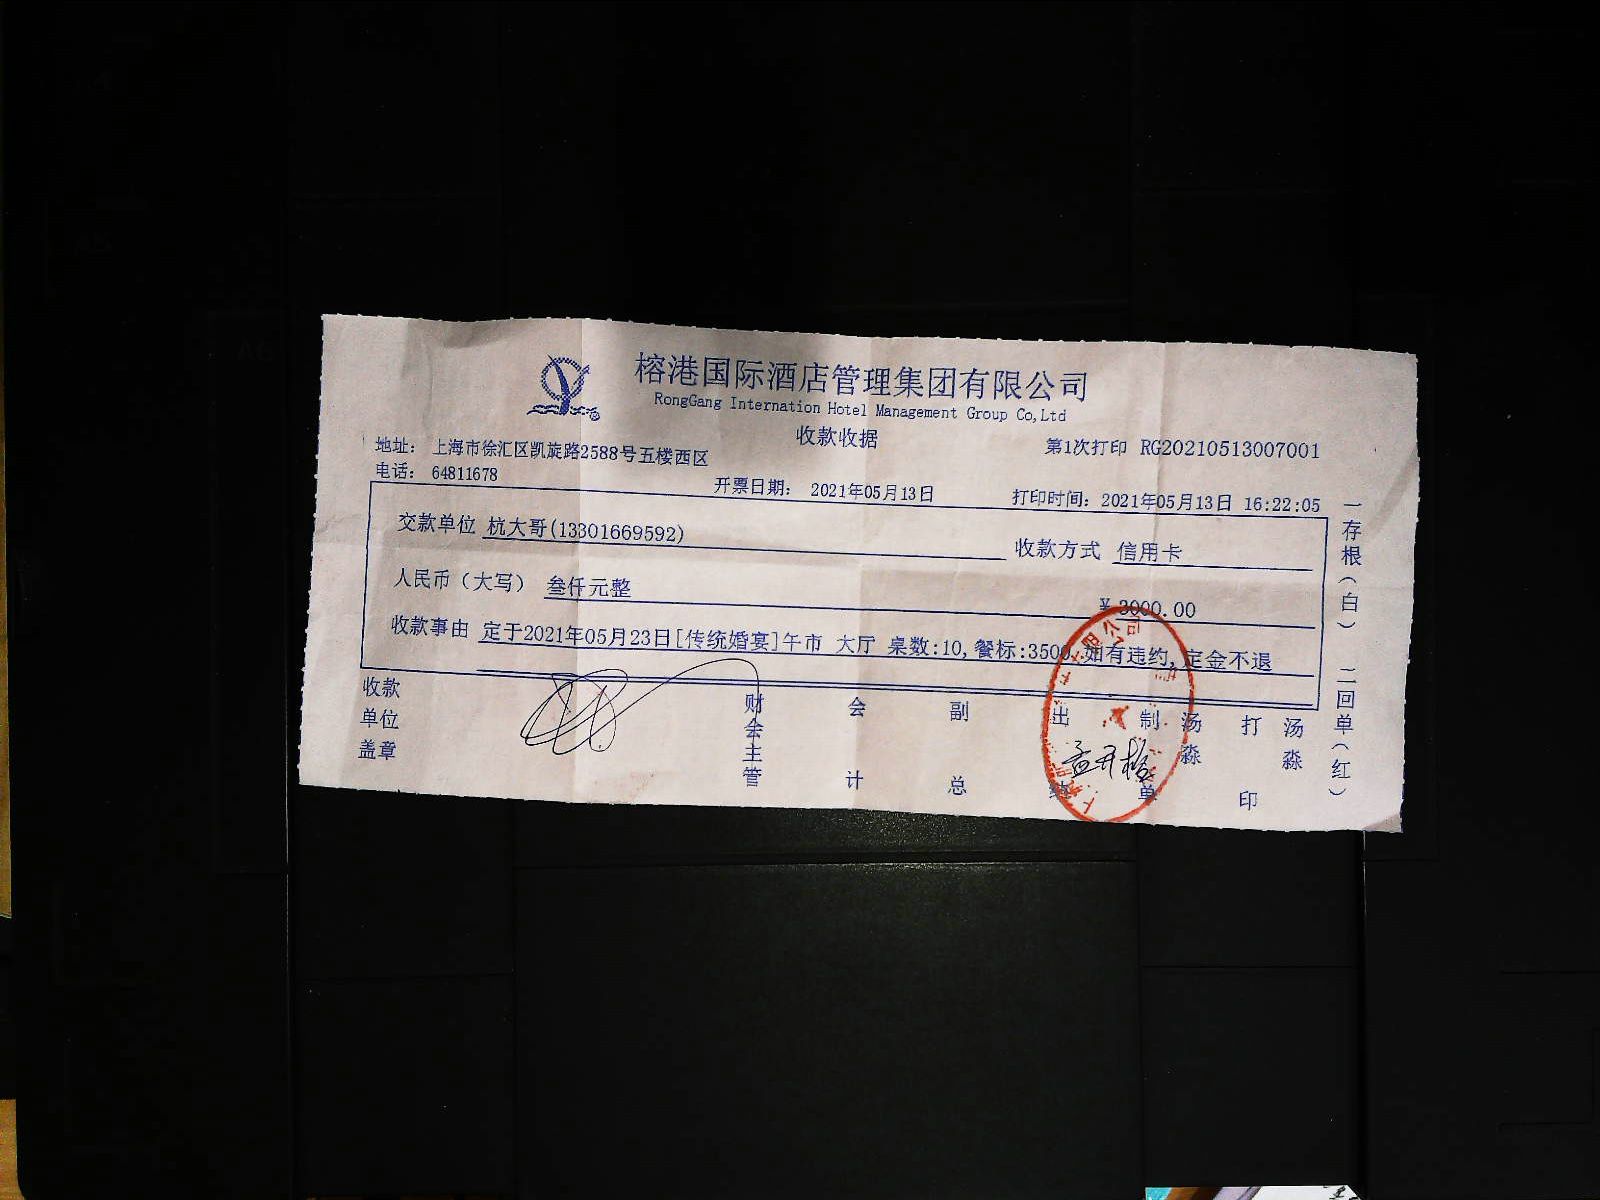 榕港国际酒店管理集团有限公司
RongGang Internation Hotel Management Group Co,Ltd
收款收据
第1次打印 RG20210513007001
地址： 上海市徐汇区凯旋路2588号五楼西区
电话： 64811678
开票日期： 2021年05月13日
打印时间：2021年05月13日 16:22:05
交款单位 杭大哥(13301669592)
收款方式 信用卡
人民币（大写） 叁仟元整
￥3000.00
收款事由 定于2021年05月23日[传统婚宴]午市 大厅 桌数:10,餐标:3500,如有违约,定金不退
收款单位盖章
财会主管
会计
副总
出纳
制单
汤淼
打印
汤淼
一存根（白） 二回单（红）
限公司